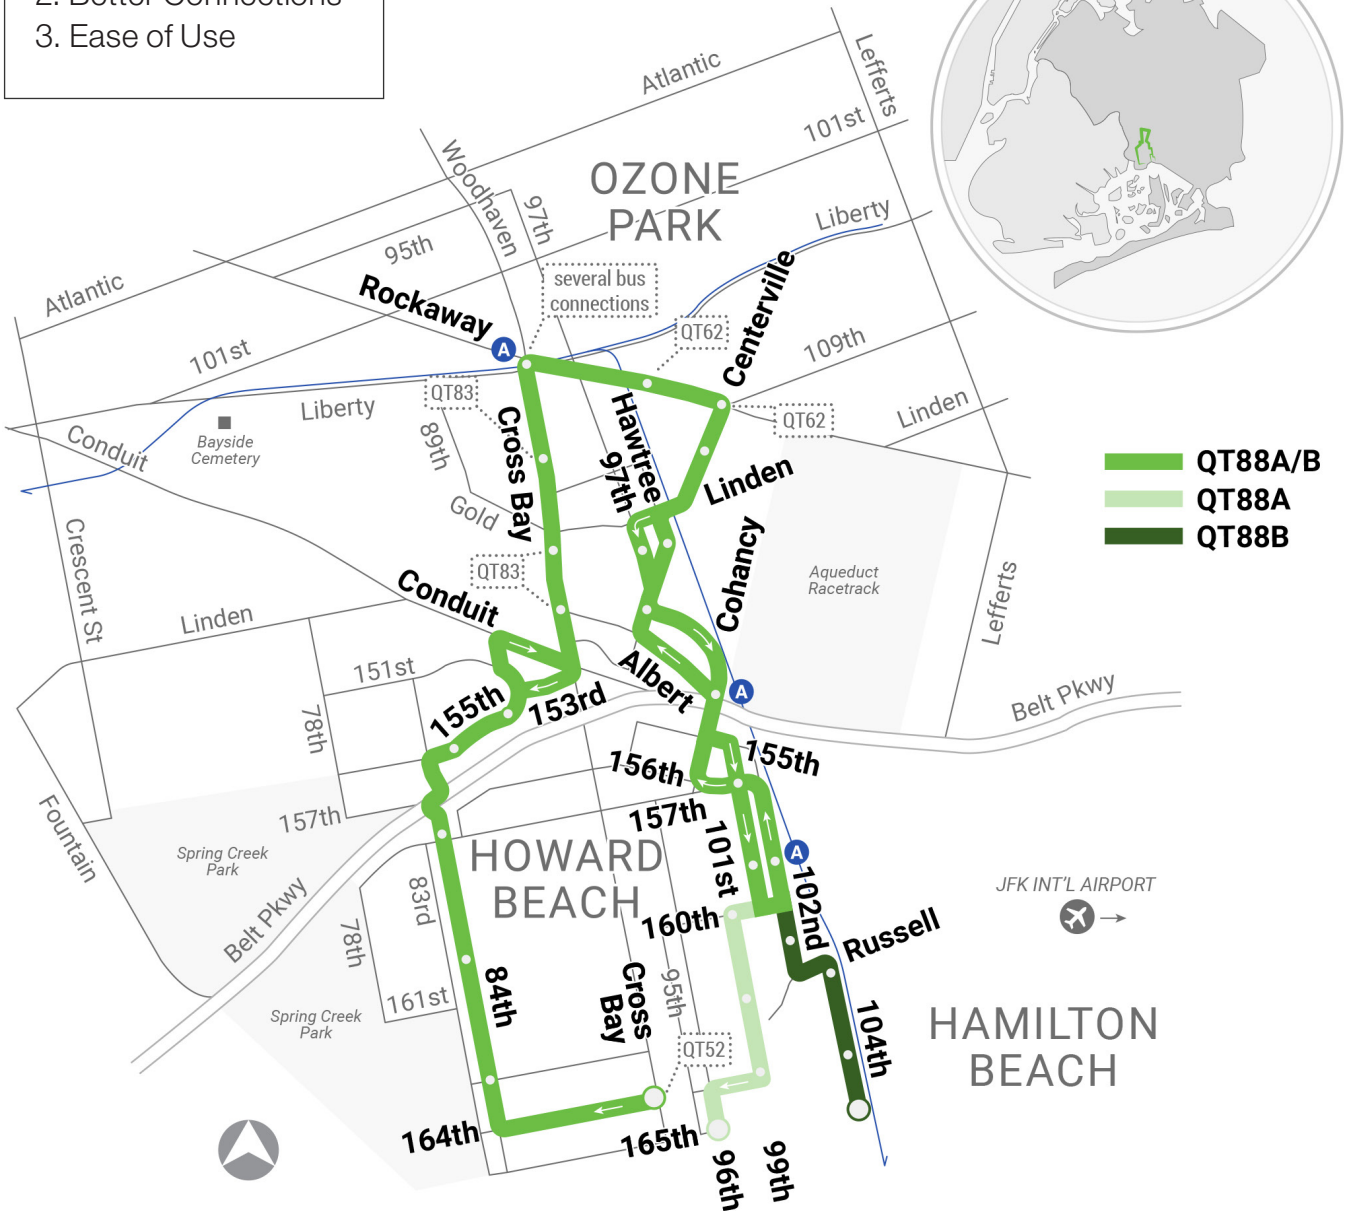 2. Better Connections
3. Ease of Use
Atlantic
Lefferts
101st
Woodhaven
OZONE
PARK
97th
Liberty
95th
several bus
connections
Centerville
Atlantic
Rockaway
A
QT62
109th
101st
QT83
Liberty
Linden
QT62
Conduit
Bayside
Cemetery
89th
Cross Bay
Hawtree
97th
Linden
QT88A/B
QT88A
QT88B
Gold
Crescent St
Cohancy
Aqueduct
Racetrack
QT83
Conduit
Lefferts
Linden
151st
Albert
A
155th
153rd
Belt Pkwy
78th
156th
155th
157th
157th
Fountain
101st
Spring Creek
Park
HOWARD
BEACH
A
102nd
JFK INT'L AIRPORT
83rd
160th
Russell
Belt Pkwy
78th
84th
Cross
Bay
95th
161st
Spring Creek
Park
HAMILTON
BEACH
104th
QT52
164th
165th
96th
99th